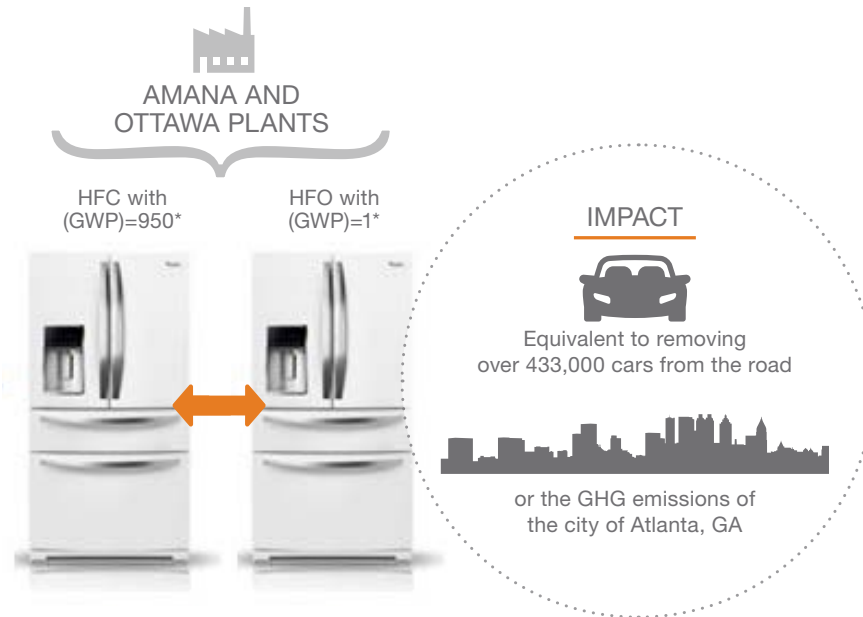 AMANA AND
OTTAWA PLANTS
HFC with
(GWP)=950*
HFO with
(GWP)=1*
IMPACT
Equivalent to removing
over 433,000 cars from the road
or the GHG emissions of
the city of Atlanta, GA